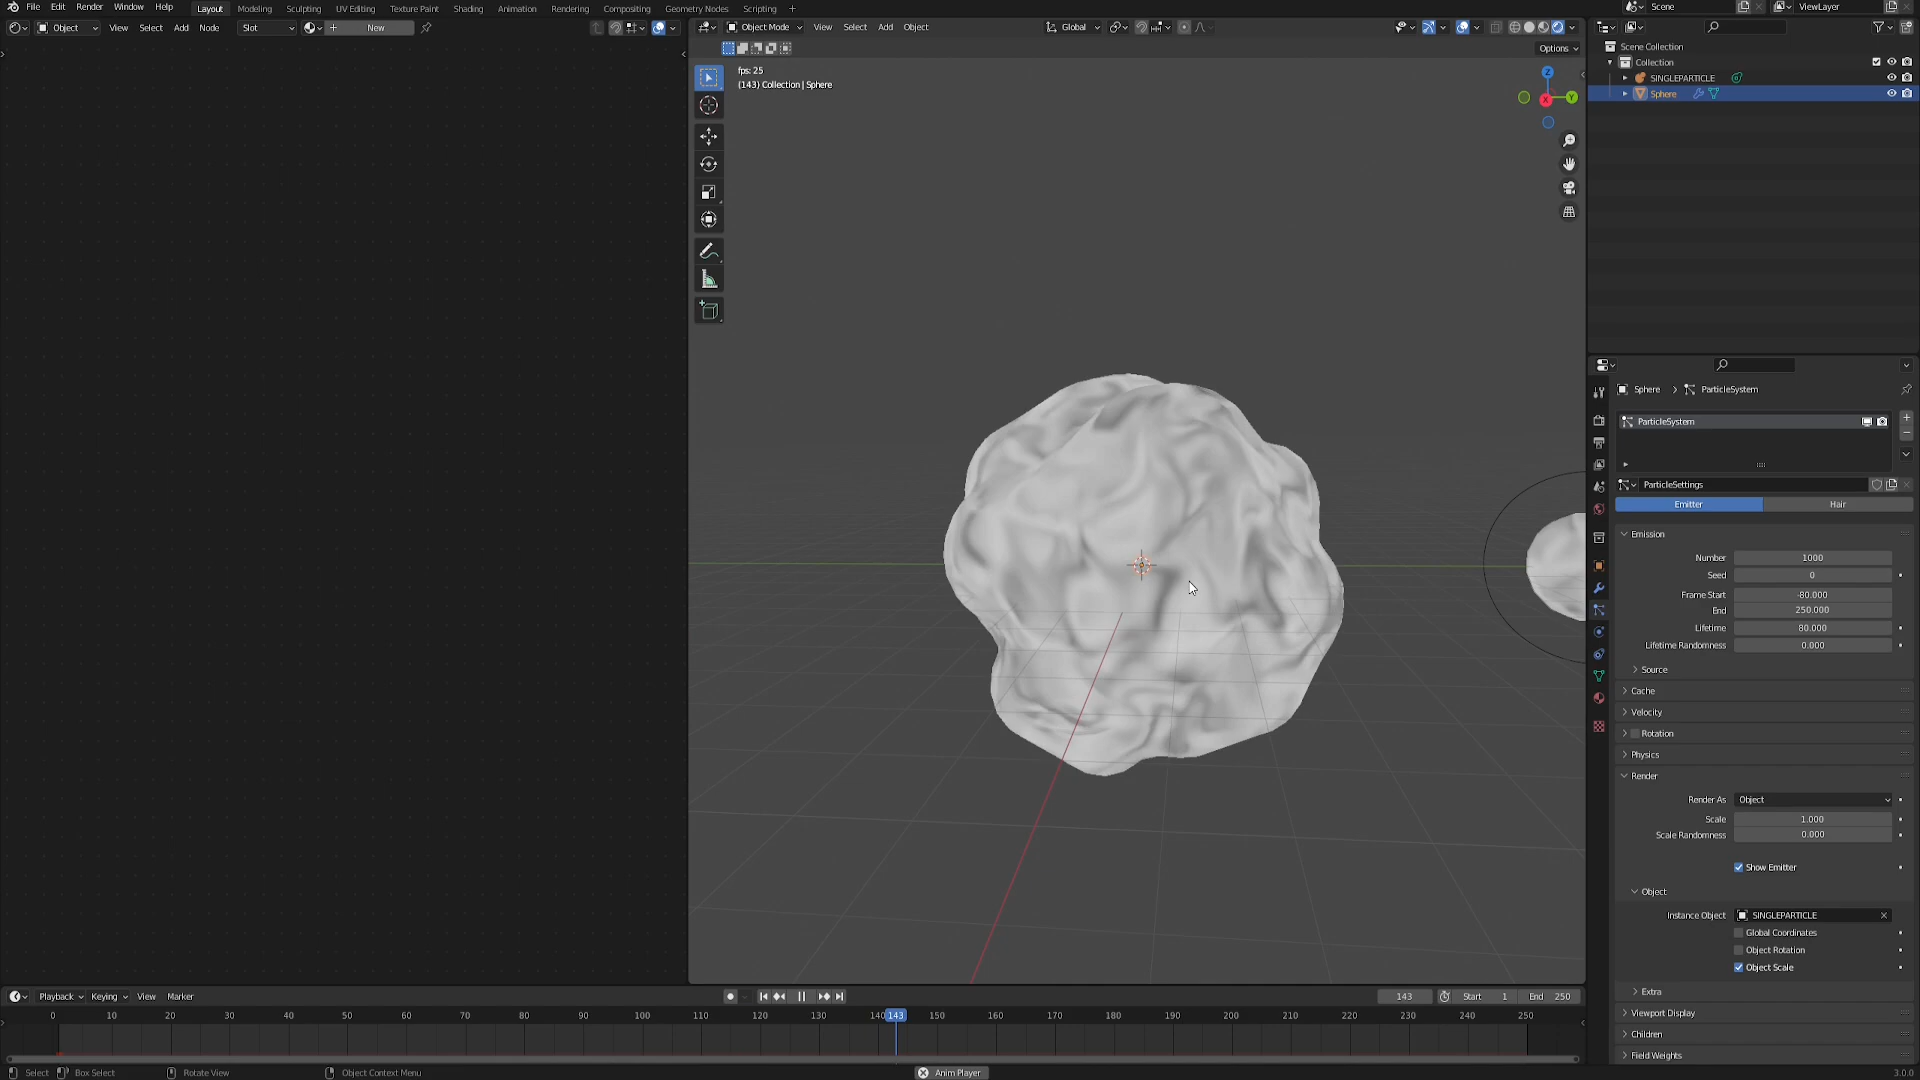 File Edit Render Window Help Layout Modeling Sculpting UV Editing Texture Paint Shading Animation Rendering Compositing Geometry Nodes Scripting + Scene ViewLayer
Object View Select Add Node Slot New
Object Mode View Select Add Object Global
Options
fps: 25
(143) Collection | Sphere
Z
Y
X
Scene Collection
Collection
SINGLEPARTICLE
Sphere
Sphere > ParticleSystem
ParticleSystem
ParticleSettings
Emitter Hair
Emission
Number 1000
Seed 0
Frame Start -80.000
End 250.000
Lifetime 80.000
Lifetime Randomness 0.000
Source
Cache
Velocity
Rotation
Physics
Render
Render As Object
Scale 1.000
Scale Randomness 0.000
Show Emitter
Object
Instance Object SINGLEPARTICLE
Global Coordinates
Object Rotation
Object Scale
Extra
Viewport Display
Children
Field Weights
Playback Keying View Marker 143 Start 1 End 250
0 10 20 30 40 50 60 70 80 90 100 110 120 130 140 143 150 160 170 180 190 200 210 220 230 240 250
Select Box Select Rotate View Object Context Menu Anim Player 3.0.0